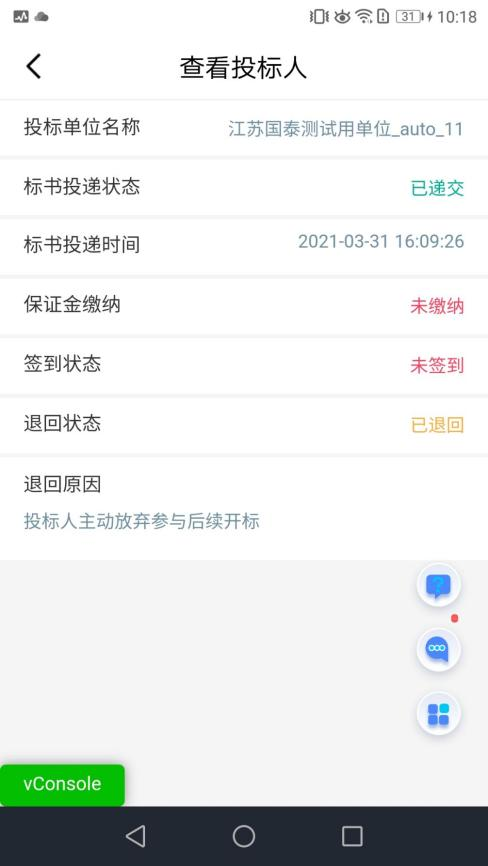 31 10:18
查看投标人
投标单位名称 江苏国泰测试用单位_auto_11
标书投递状态 已递交
标书投递时间 2021-03-31 16:09:26
保证金缴纳 未缴纳
签到状态 未签到
退回状态 已退回
退回原因
投标人主动放弃参与后续开标
vConsole